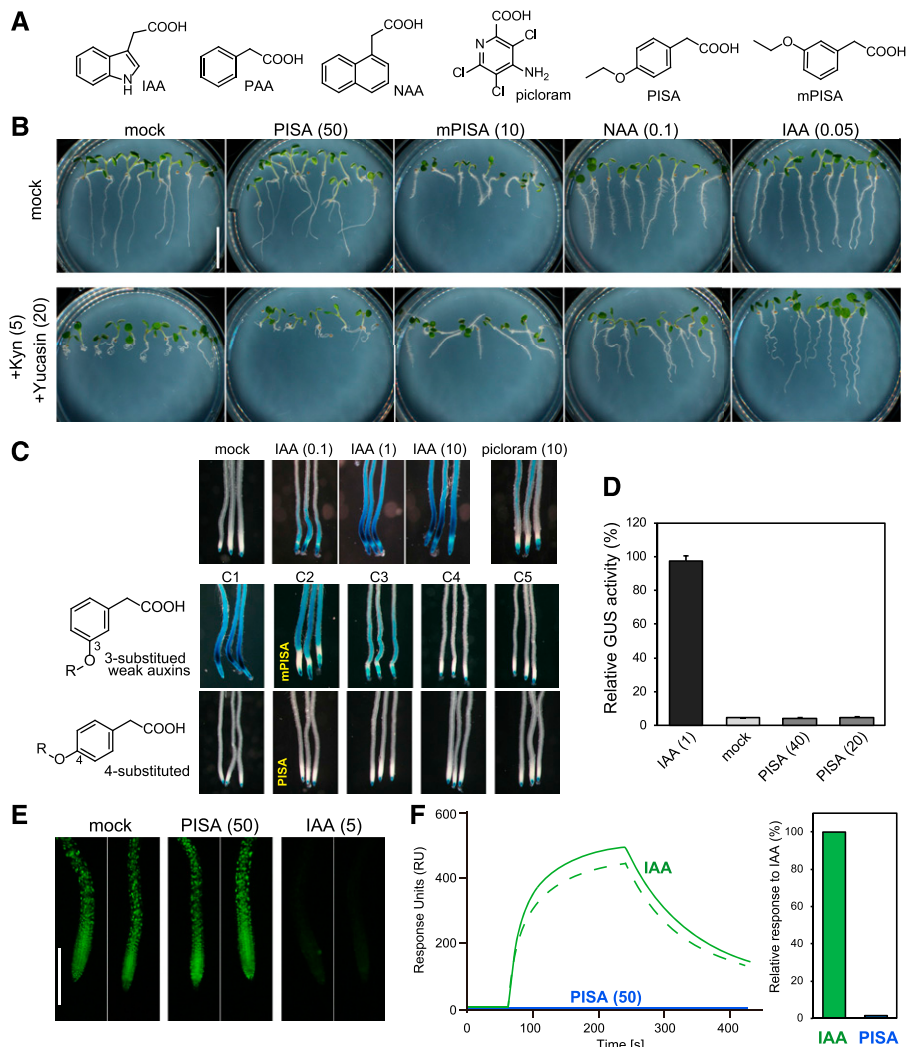 A
COOH
N
H
IAA
COOH
PAA
COOH
NAA
COOH
N
Cl
Cl
NH2
Cl
picloram
COOH
O
PISA
O
COOH
mPISA
B
mock
PISA (50)
mPISA (10)
NAA (0.1)
IAA (0.05)
mock
+Kyn (5)
+Yucasin (20)
C
mock
IAA (0.1)
IAA (1)
IAA (10)
picloram (10)
C1
C2
C3
C4
C5
COOH
3
O
R
3-substitued
weak auxins
mPISA
COOH
R
O
4
4-substituted
PISA
D
Relative GUS activity (%)
120
100
80
60
40
20
0
IAA (1)
mock
PISA (40)
PISA (20)
E
mock
PISA (50)
IAA (5)
F
Response Units (RU)
600
400
200
0
IAA
PISA (50)
0
100
200
300
400
Time [s]
Relative response to IAA (%)
100
80
60
40
20
0
IAA
PISA